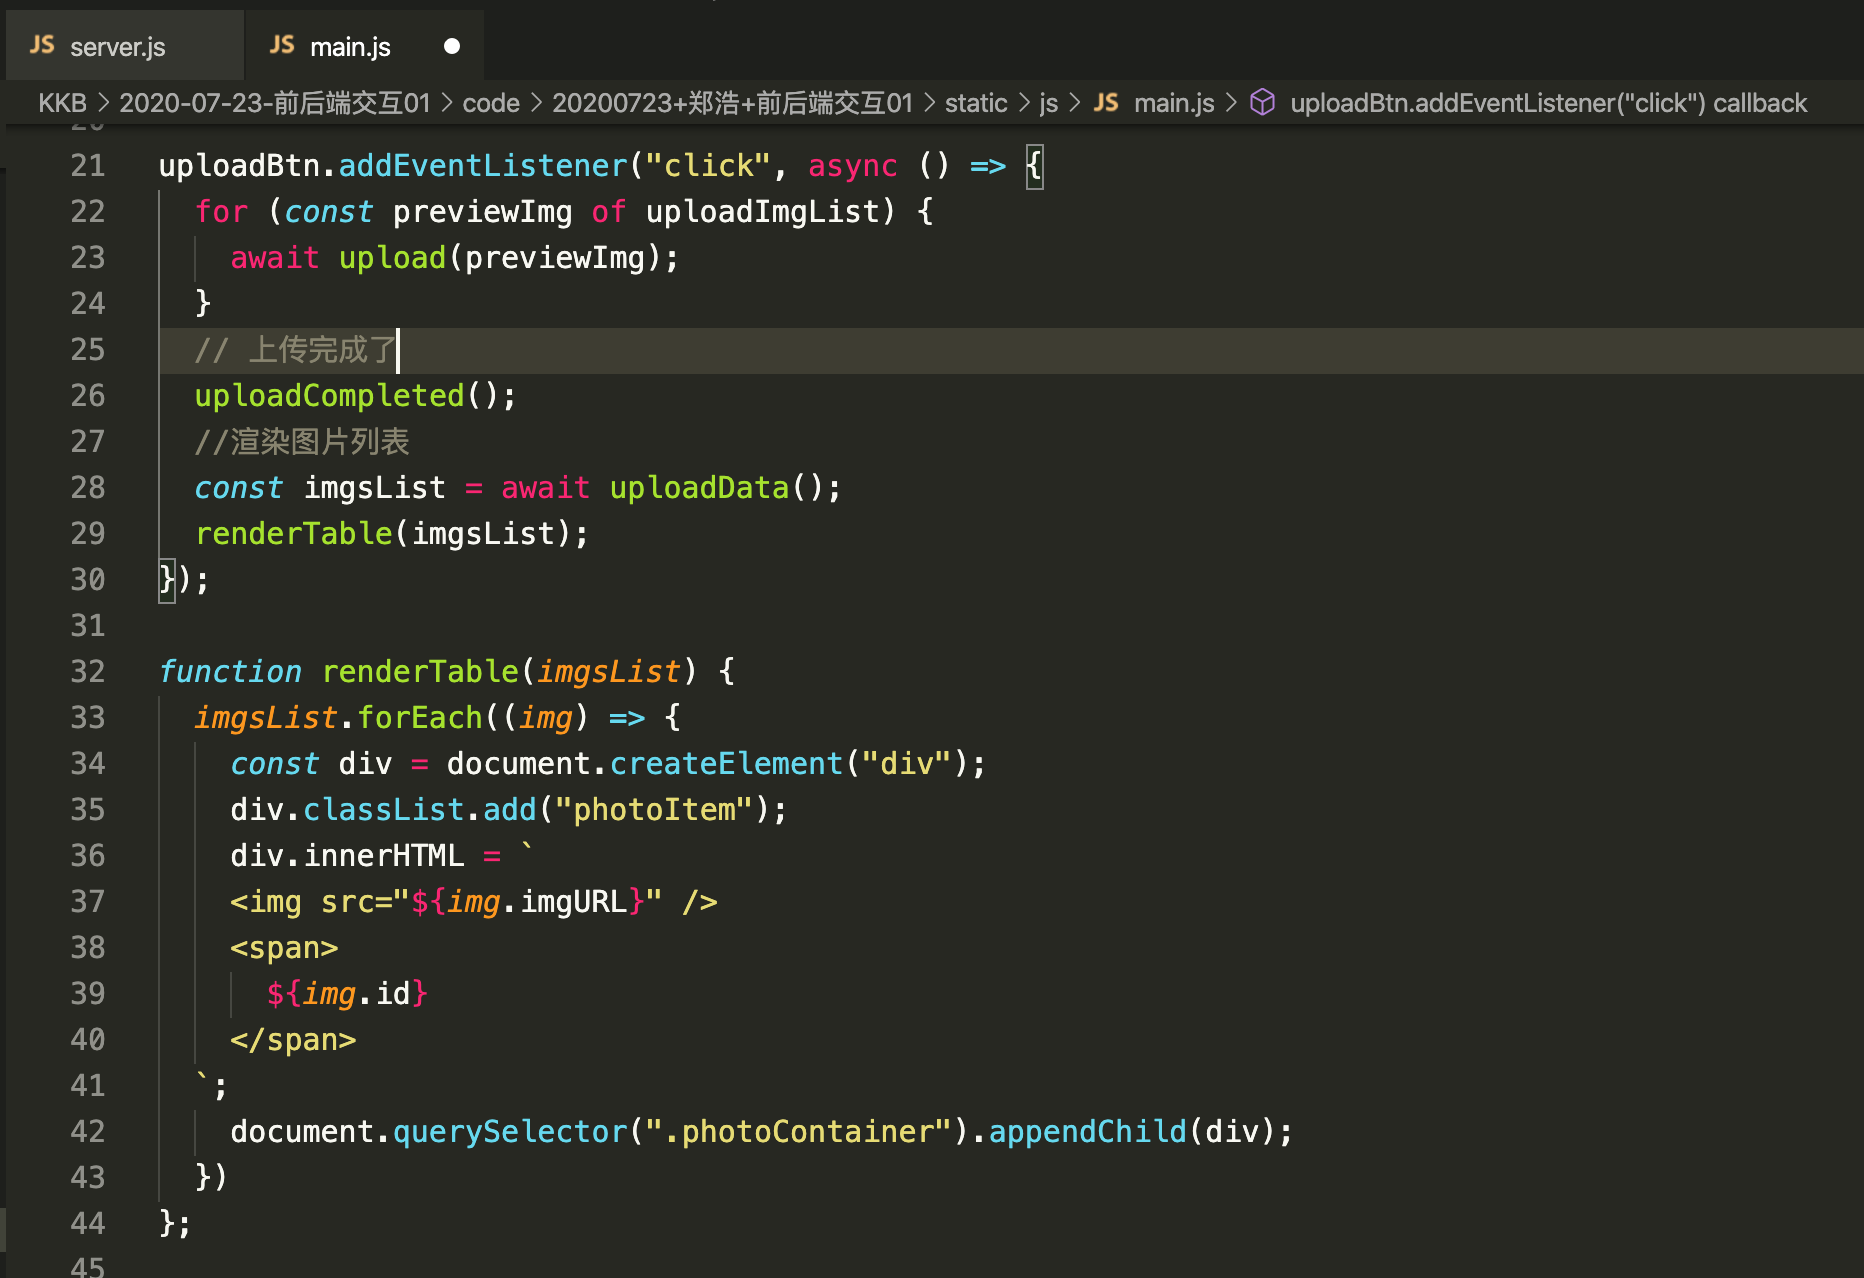 JS server.js JS main.js
KKB > 2020-07-23-前后端交互01 > code > 20200723+郑浩+前后端交互01 > static > js > JS main.js > uploadBtn.addEventListener("click") callback
20
21 uploadBtn.addEventListener("click", async () => {
22 for (const previewImg of uploadImgList) {
23 await upload(previewImg);
24 }
25 // 上传完成了
26 uploadCompleted();
27 //渲染图片列表
28 const imgsList = await uploadData();
29 renderTable(imgsList);
30 });
31
32 function renderTable(imgsList) {
33 imgsList.forEach((img) => {
34 const div = document.createElement("div");
35 div.classList.add("photoItem");
36 div.innerHTML = `
37 <img src="${img.imgURL}" />
38 <span>
39 ${img.id}
40 </span>
41 `;
42 document.querySelector(".photoContainer").appendChild(div);
43 })
44 };
45